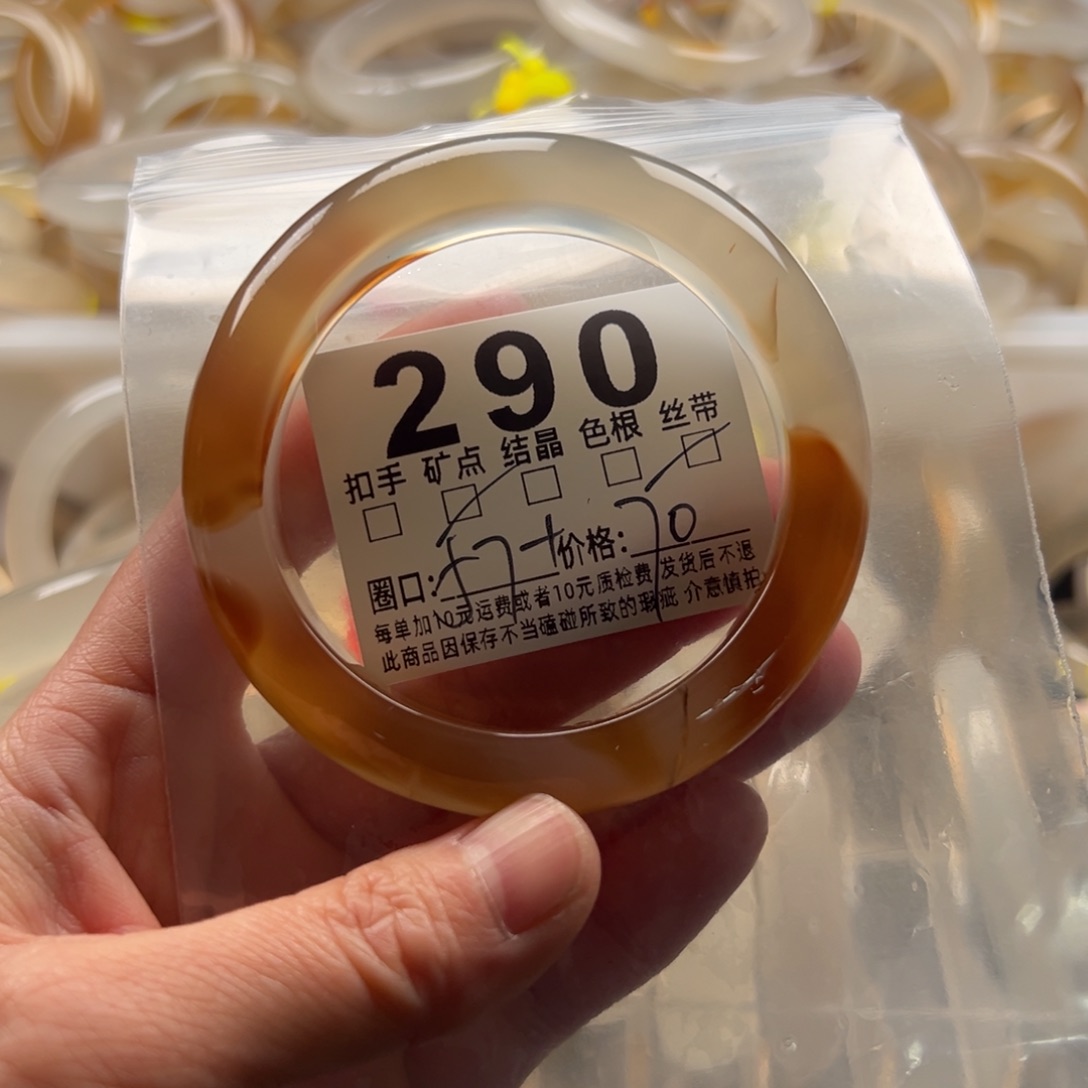 290
扣手 矿点 结晶 色根 丝带
圈口: 57+ 价格: 70
每单加10元运费或者10元质检费 发货后不退
此商品因保存不当磕碰所致的瑕疵 介意慎拍